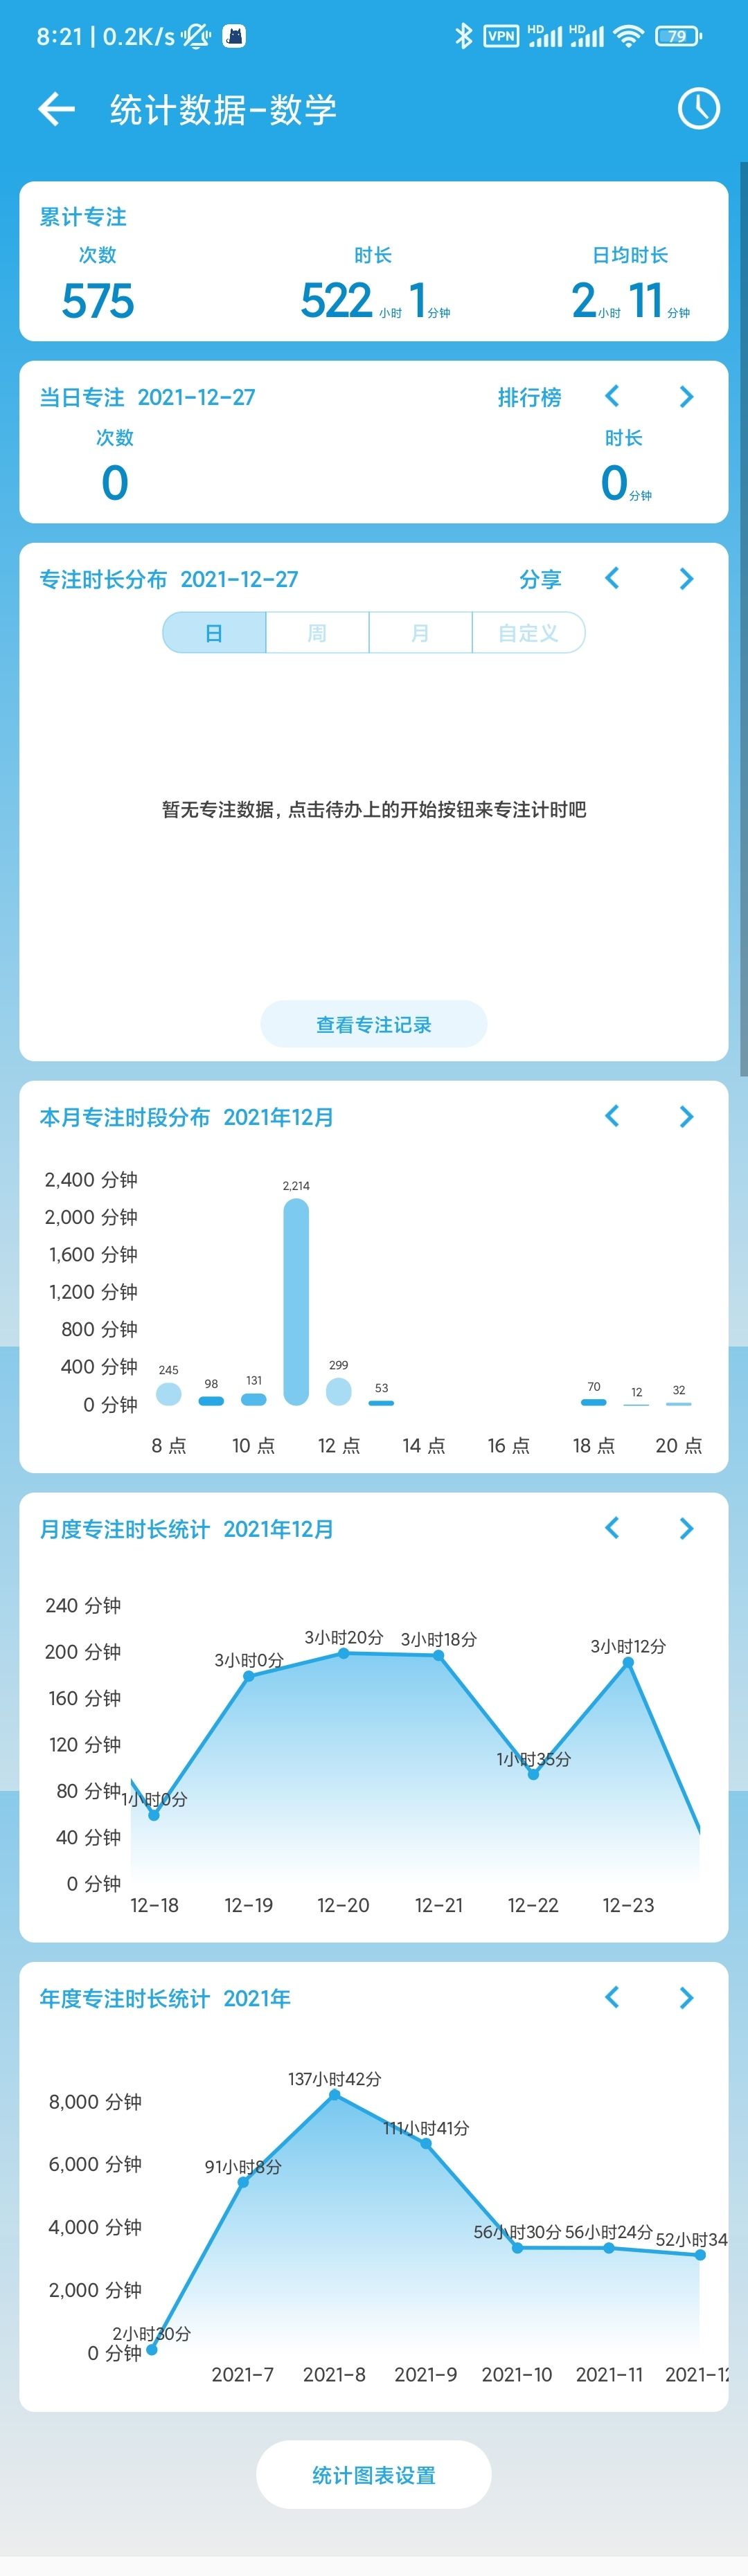 8:21 | 0.2K/s VPN HD HD 79
统计数据-数学
累计专注
次数 时长 日均时长
575 522 小时 1 分钟 2 小时 11 分钟
当日专注 2021-12-27 排行榜
次数 时长
0 0 分钟
专注时长分布 2021-12-27 分享
日 周 月 自定义
暂无专注数据, 点击待办上的开始按钮来专注计时吧
查看专注记录
本月专注时段分布 2021年12月
2,400 分钟
2,214
2,000 分钟
1,600 分钟
1,200 分钟
800 分钟
400 分钟
245 98 131 299 53 70 12 32
0 分钟
8 点 10 点 12 点 14 点 16 点 18 点 20 点
月度专注时长统计 2021年12月
240 分钟
3小时20分 3小时18分
200 分钟 3小时0分 3小时12分
160 分钟
120 分钟
1小时35分
80 分钟 1小时0分
40 分钟
0 分钟
12-18 12-19 12-20 12-21 12-22 12-23
年度专注时长统计 2021年
137小时42分
8,000 分钟
111小时41分
6,000 分钟 91小时8分
4,000 分钟 56小时30分 56小时24分 52小时34
2,000 分钟
2小时30分
0 分钟
2021-7 2021-8 2021-9 2021-10 2021-11 2021-12
统计图表设置